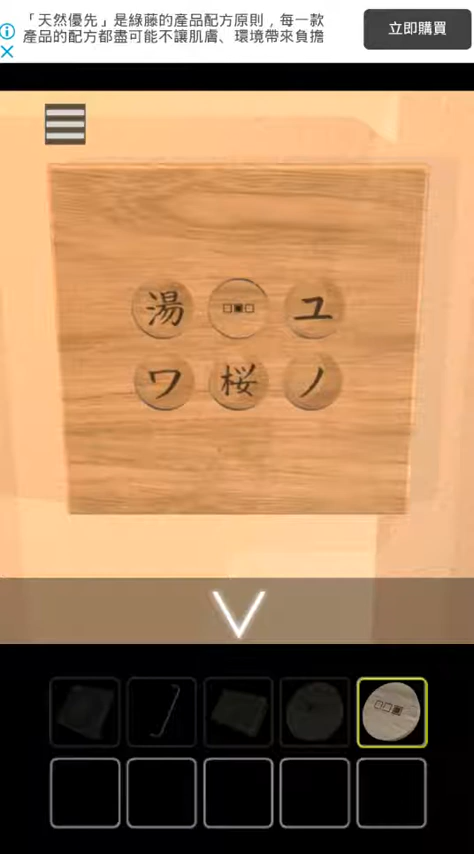 「天然優先」是綠藤的產品配方原則，每一款
產品的配方都盡可能不讓肌膚、環境帶來負擔
立即購買
湯 □■□ ユ
ワ 桜 ノ
□□■